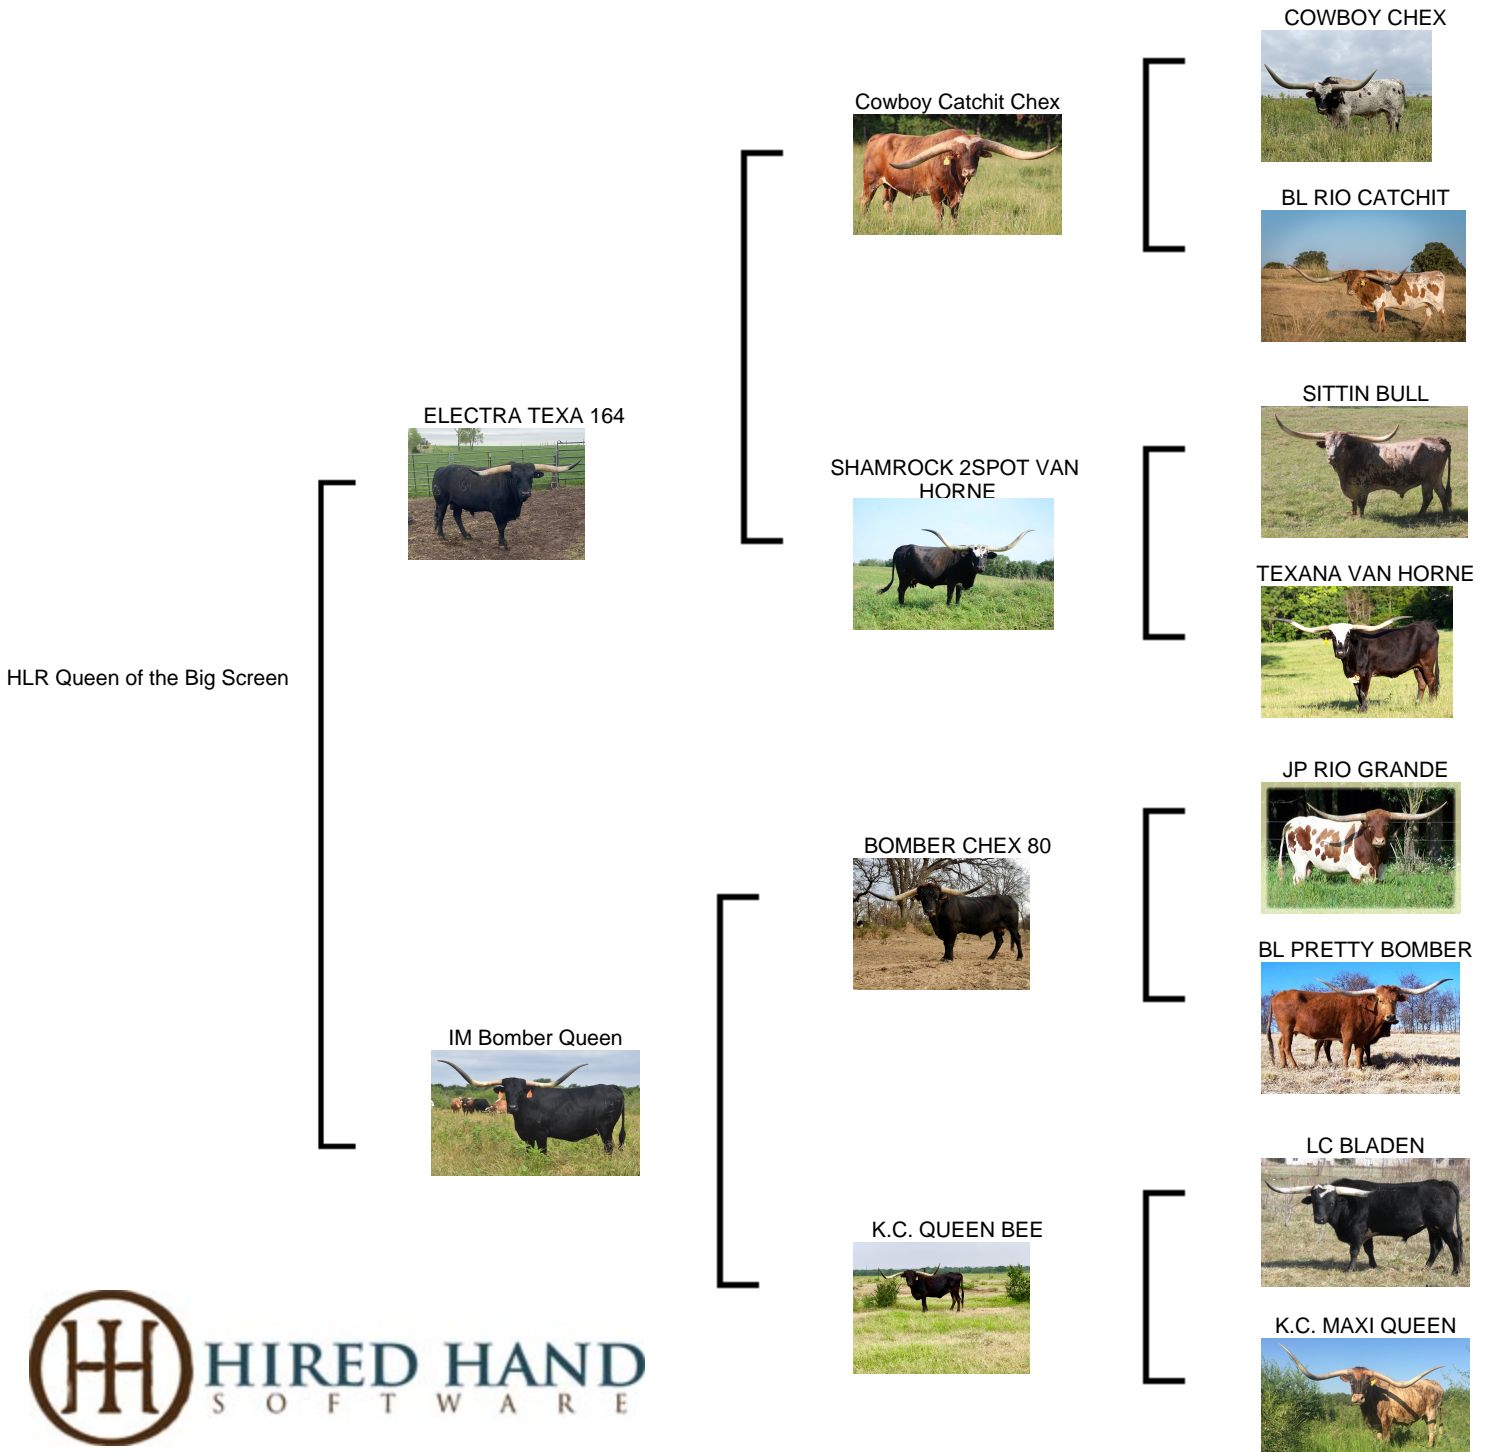 COWBOY CHEX
Cowboy Catchit Chex
BL RIO CATCHIT
SITTIN BULL
ELECTRA TEXA 164
SHAMROCK 2SPOT VAN
HORNE
TEXANA VAN HORNE
HLR Queen of the Big Screen
JP RIO GRANDE
BOMBER CHEX 80
BL PRETTY BOMBER
IM Bomber Queen
LC BLADEN
K.C. QUEEN BEE
K.C. MAXI QUEEN
HIRED HAND
SOFTWARE